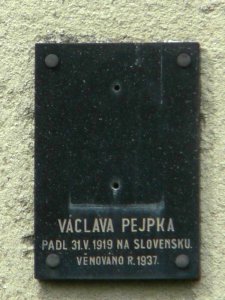 VÁCLAVA PEJPKA
PADL 31.V. 1919 NA SLOVENSKU.
VĚNOVÁNO R. 1937.